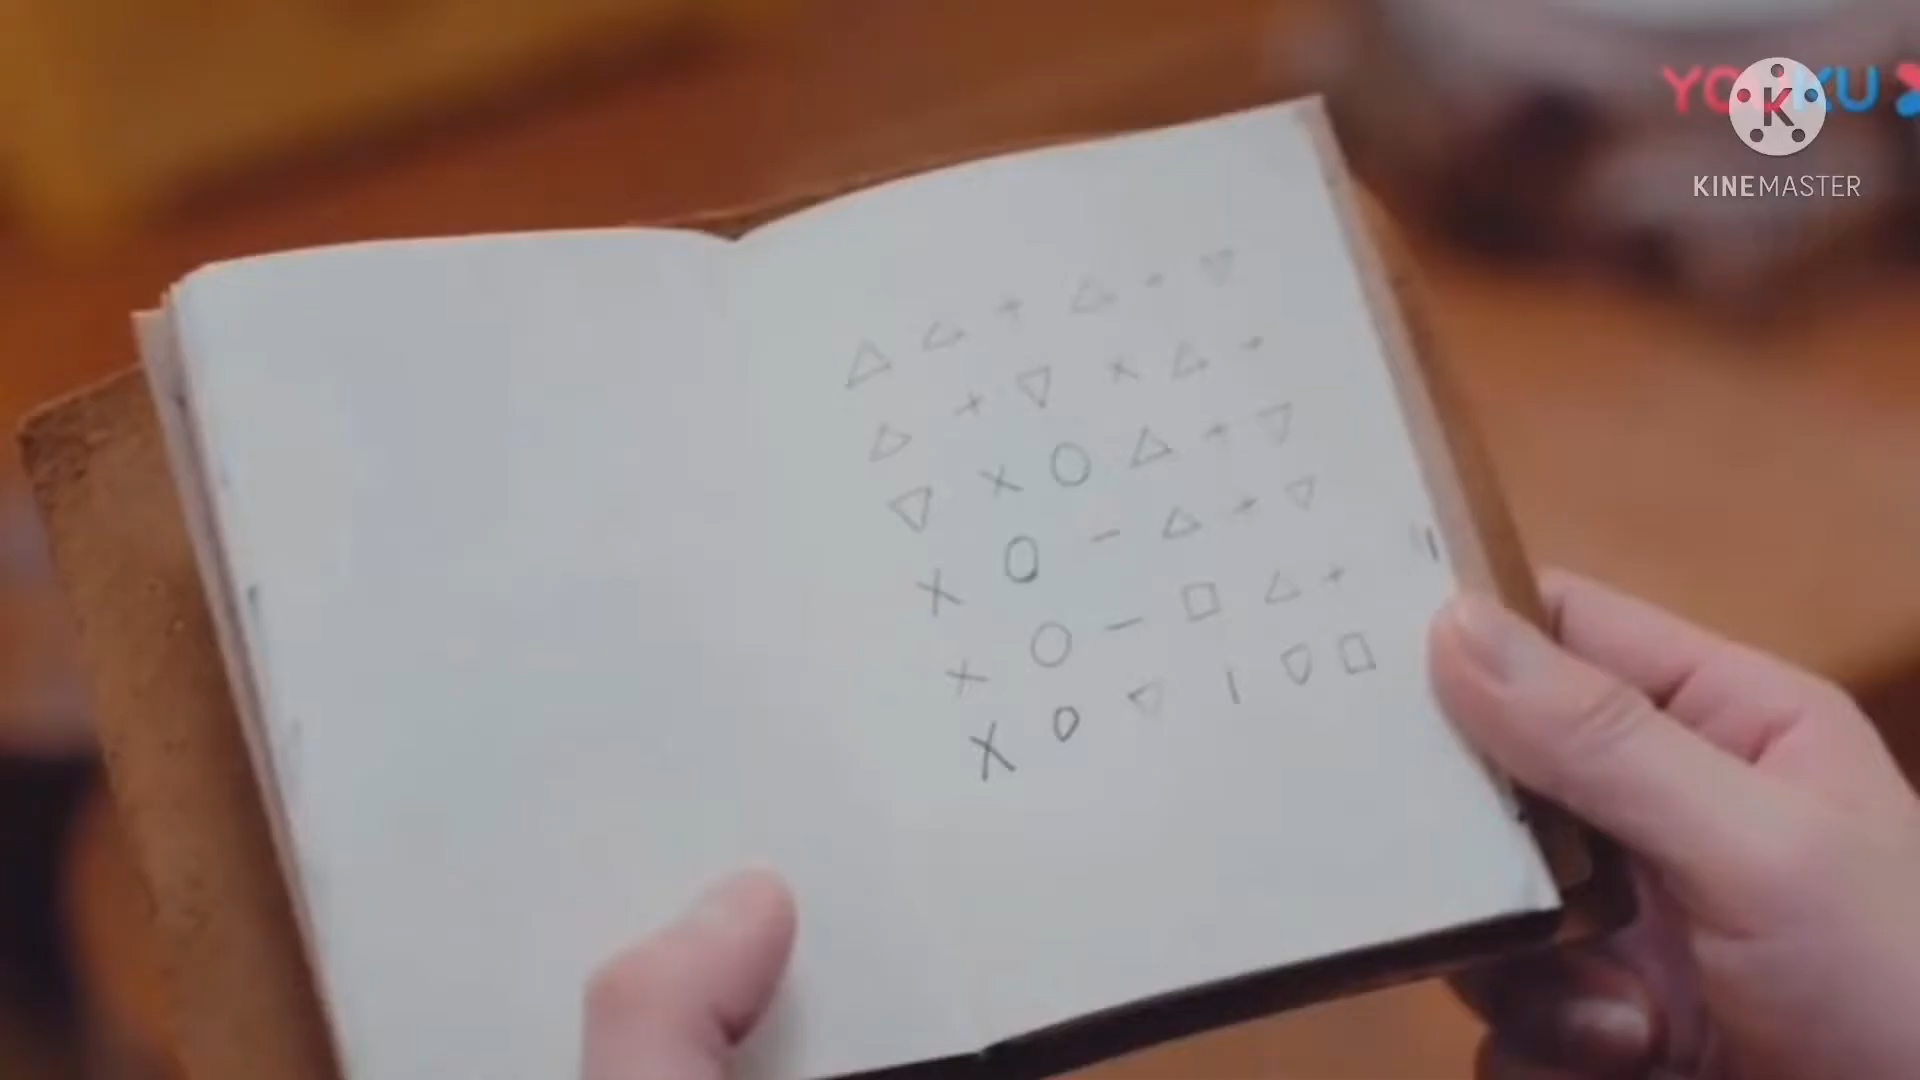 YOUKU
K
KINEMASTER
△ △ + △ + ▽
△ + ▽ × △ +
▽ × ○ △ + ▽
× ○ − △ + ▽
× ○ − □ △ +
× ○ ▽ | ▽ □